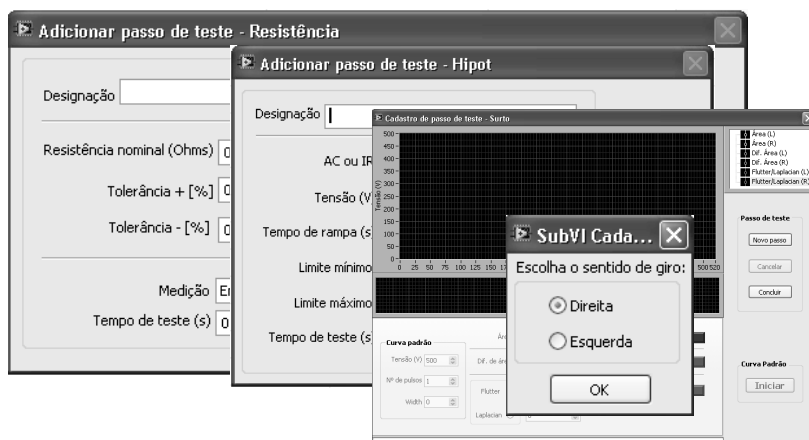 Adicionar passo de teste - Resistência
Designação
Resistência nominal (Ohms) 0
Tolerância + [%] 0
Tolerância - [%] 0
Medição
Tempo de teste (s) 0
Adicionar passo de teste - Hipot
Designação
AC ou IR
Tensão (V
Tempo de rampa (s
Limite mínimo
Limite máximo
Tempo de teste (s
Cadastro de passo de teste - Surto
Tensão (V)
500
450
400
350
300
250
200
150
100
50
0
0 25 50 75 100 125 150 500 520
Área (L)
Área (R)
Dif. Área (L)
Dif. Área (R)
Flutter/Laplacian (L)
Flutter/Laplacian (R)
Passo de teste
Novo passo
Cancelar
Concluir
Curva padrão
Tensão (V) 500
Nº de pulsos 1
Width 0
Dif. de
Flutter
Laplacian
Curva Padrão
Iniciar
SubVI Cada...
Escolha o sentido de giro:
Direita
Esquerda
OK